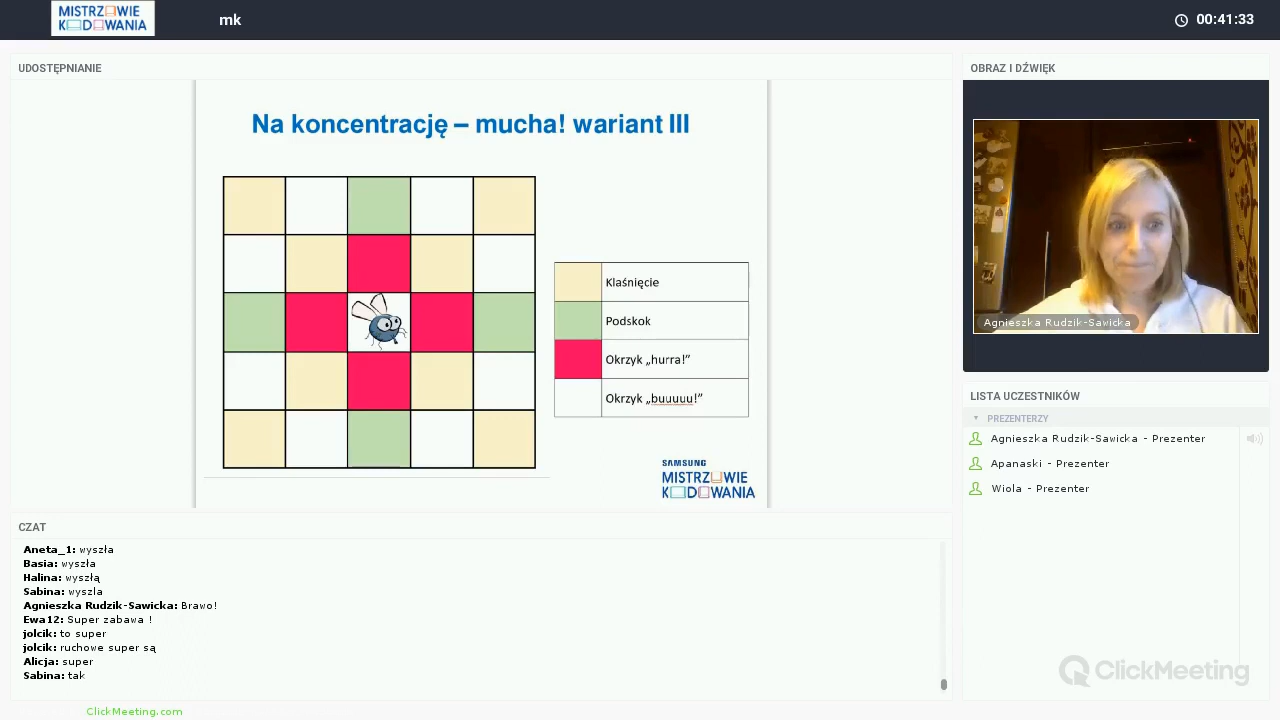 MISTRZOWIE
KODOWANIA
mk
00:41:33
UDOSTĘPNIANIE
OBRAZ I DŹWIĘK
Na koncentrację – mucha! wariant III
Klaśnięcie
Podskok
Okrzyk „hurra!”
Okrzyk „buuuuu!”
SAMSUNG
MISTRZOWIE
KODOWANIA
Agnieszka Rudzik-Sawicka
LISTA UCZESTNIKÓW
PREZENTERZY
Agnieszka Rudzik-Sawicka - Prezenter
Apanaski - Prezenter
Wiola - Prezenter
CZAT
Aneta_1: wyszła
Basia: wyszła
Halina: wyszłą
Sabina: wyszla
Agnieszka Rudzik-Sawicka: Brawo!
Ewa12: Super zabawa !
jolcik: to super
jolcik: ruchowe super są
Alicja: super
Sabina: tak
ClickMeeting
ClickMeeting.com